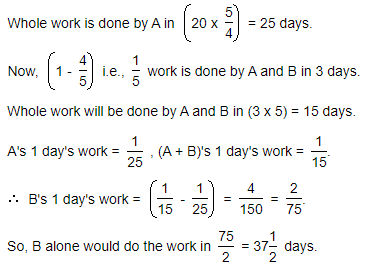 Whole work is done by A in (20 x 5/4) = 25 days.
Now, (1 - 4/5) i.e., 1/5 work is done by A and B in 3 days.
Whole work will be done by A and B in (3 x 5) = 15 days.
A's 1 day's work = 1/25 , (A + B)'s 1 day's work = 1/15.
∴ B's 1 day's work = (1/15 - 1/25) = 4/150 = 2/75.
So, B alone would do the work in 75/2 = 37 1/2 days.